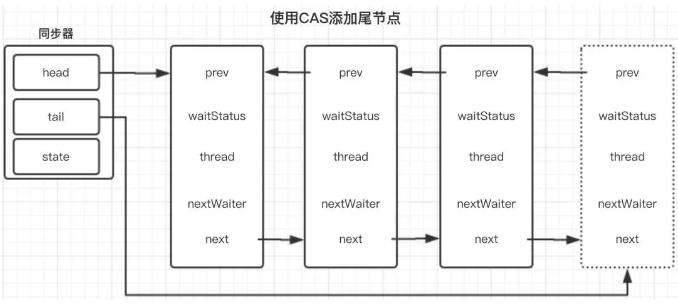 使用CAS添加尾节点
同步器
head
tail
state
prev
waitStatus
thread
nextWaiter
next
prev
waitStatus
thread
nextWaiter
next
prev
waitStatus
thread
nextWaiter
next
prev
waitStatus
thread
nextWaiter
next